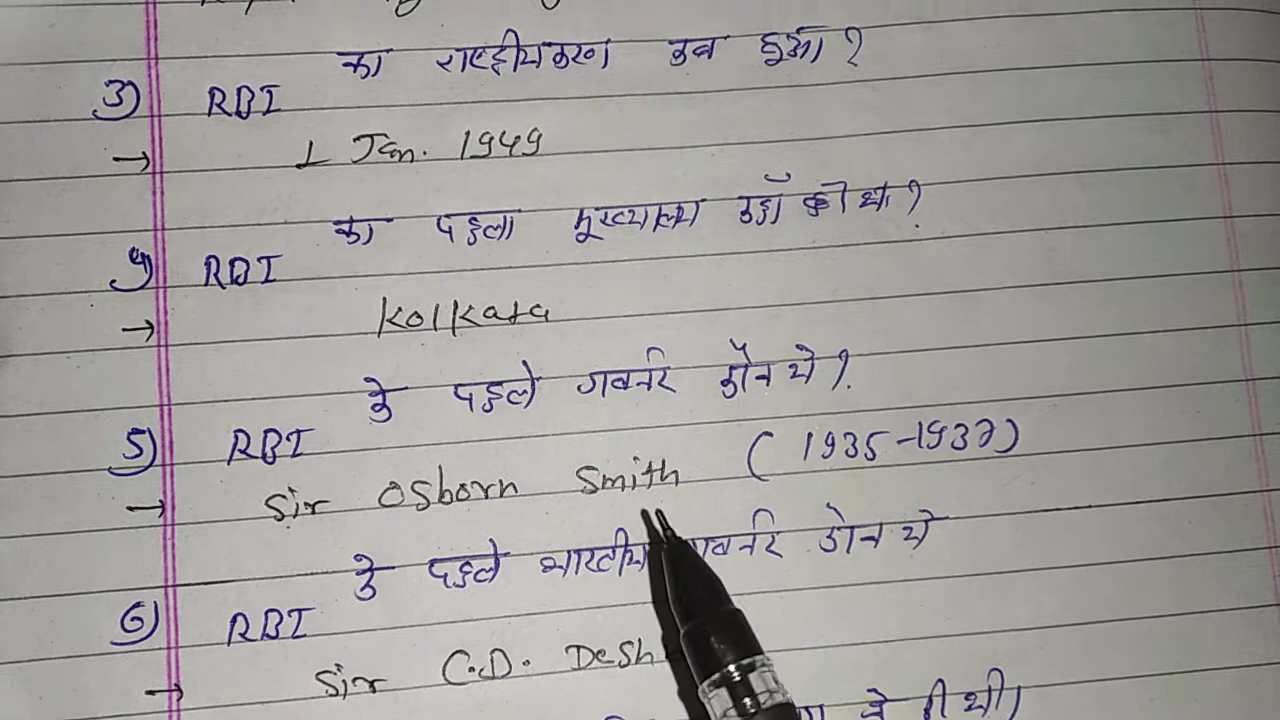 3) RBI का राष्ट्रीयकरण कब हुआ?
→ 1 Jan. 1949
4) RBI का पहला मुख्यालय कहाँ था?
→ Kolkata
5) RBI के पहले गवर्नर कौन थे?
→ Sir Osborn Smith (1935-1937)
6) RBI के पहले भारतीय गवर्नर कौन थे
→ Sir C.D. Desh
ने दी थी।